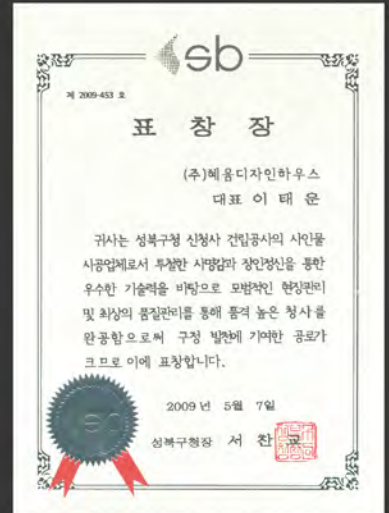 sb
제 2009-453 호
표 창 장
(주)혜윰디자인하우스
대표 이 태 운
귀사는 성북구청 신청사 건립공사의 사인물
시공업체로서 투철한 사명감과 장인정신을 통한
우수한 기술력을 바탕으로 모범적인 현장관리
및 최상의 품질관리를 통해 품격 높은 청사를
완공함으로써 구정 발전에 기여한 공로가
크므로 이에 표창합니다.
2009 년 5월 7일
성북구청장 서 찬 교